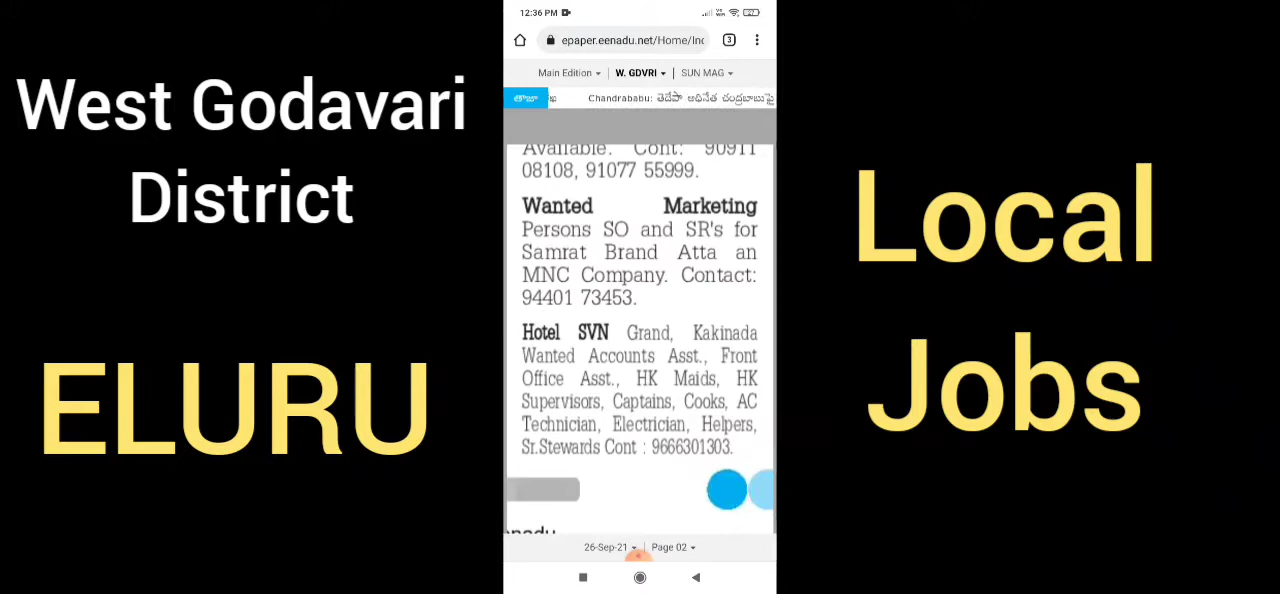 West Godavari
District
ELURU
12:36 PM
epaper.eenadu.net/Home/Inc
3
Main Edition
W. GDVRI
SUN MAG
తాజా
Chandrababu: తెదేపా అధినేత చంద్రబాబుపై
Available. Cont: 90911
08108, 91077 55999.
Wanted Marketing
Persons SO and SR's for
Samrat Brand Atta an
MNC Company. Contact:
94401 73453.
Hotel SVN Grand, Kakinada
Wanted Accounts Asst., Front
Office Asst., HK Maids, HK
Supervisors, Captains, Cooks, AC
Technician, Electrician, Helpers,
Sr.Stewards Cont : 9666301303.
26-Sep-21
Page 02
Local
Jobs